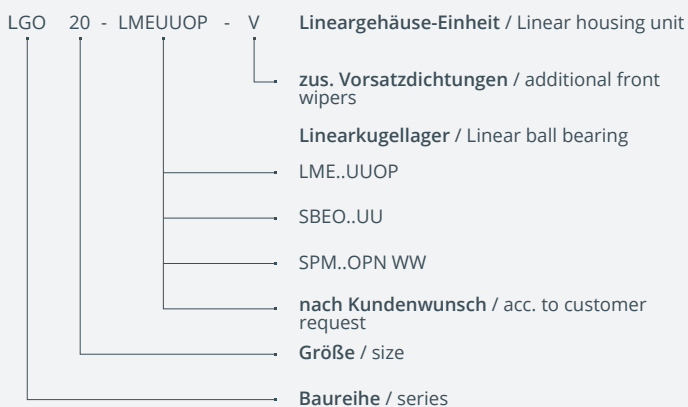 LGO 20 - LMEUUOP - V Lineargehäuse-Einheit / Linear housing unit
zus. Vorsatzdichtungen / additional front
wipers
Linearkugellager / Linear ball bearing
LME..UUOP
SBEO..UU
SPM..OPN WW
nach Kundenwunsch / acc. to customer
request
Größe / size
Baureihe / series